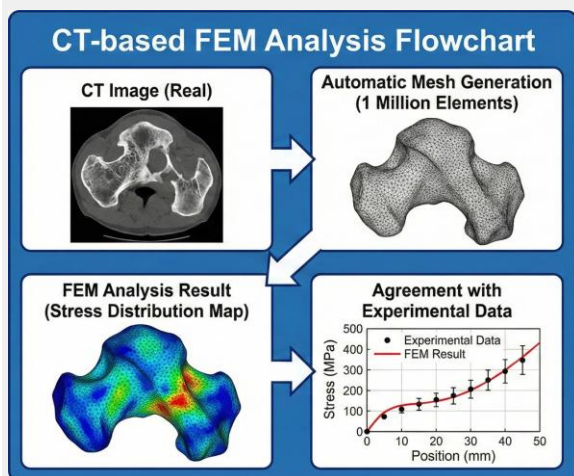 CT-based FEM Analysis Flowchart
CT Image (Real)
Automatic Mesh Generation
(1 Million Elements)
FEM Analysis Result
(Stress Distribution Map)
Agreement with
Experimental Data
Stress (MPa)
500
400
300
200
100
0
Experimental Data
FEM Result
0 10 20 30 40 50
Position (mm)